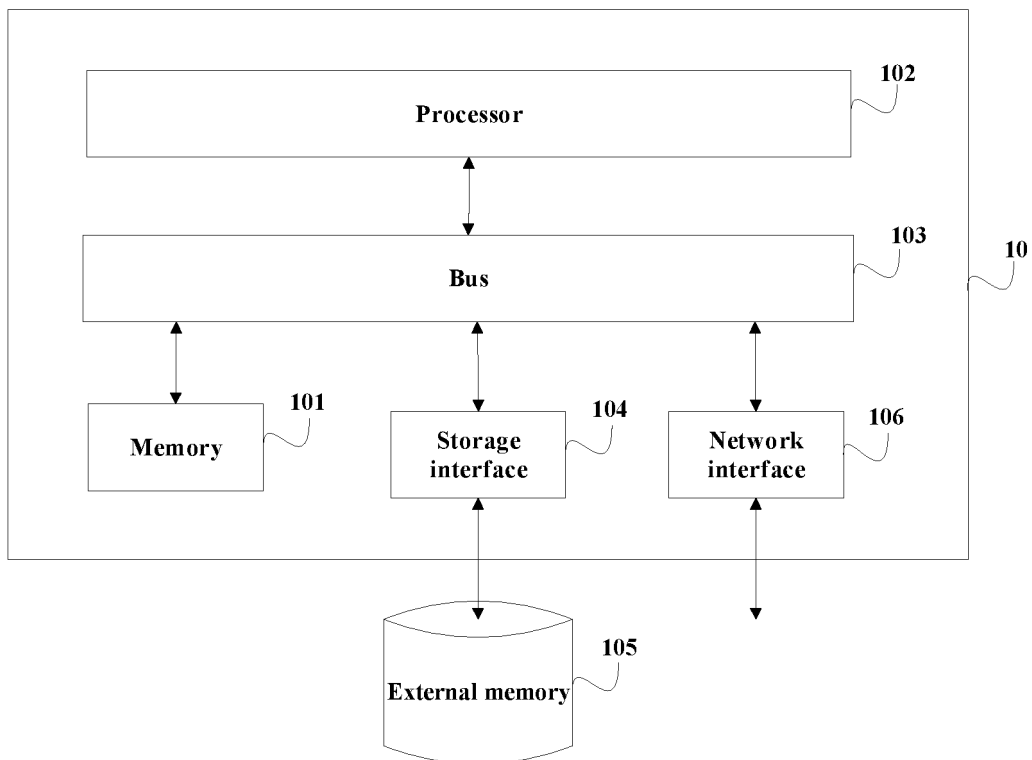 102
Processor
103
Bus
10
101
Memory
104
Storage
interface
106
Network
interface
105
External memory